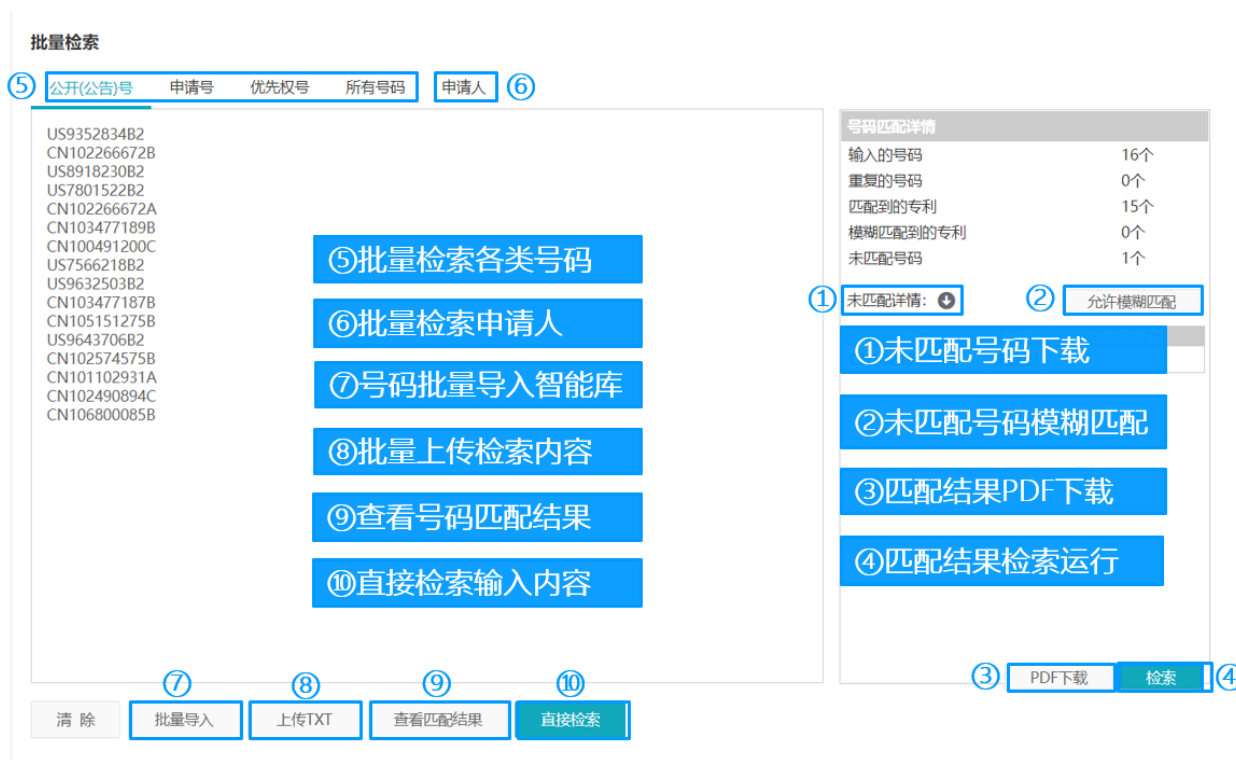 批量检索
⑤ 公开(公告)号 申请号 优先权号 所有号码 申请人 ⑥
US9352834B2
CN102266672B
US8918230B2
US7801522B2
CN102266672A
CN103477189B
CN100491200C
US7566218B2
US9632503B2
CN103477187B
CN105151275B
US9643706B2
CN102574575B
CN101102931A
CN102490894C
CN106800085B
⑤批量检索各类号码
⑥批量检索申请人
⑦号码批量导入智能库
⑧批量上传检索内容
⑨查看号码匹配结果
⑩直接检索输入内容
号码匹配详情
输入的号码 16个
重复的号码 0个
匹配到的专利 15个
模糊匹配到的专利 0个
未匹配号码 1个
① 未匹配详情: ② 允许模糊匹配
①未匹配号码下载
②未匹配号码模糊匹配
③匹配结果PDF下载
④匹配结果检索运行
③ PDF下载 检索 ④
⑦ ⑧ ⑨ ⑩
清 除 批量导入 上传TXT 查看匹配结果 直接检索